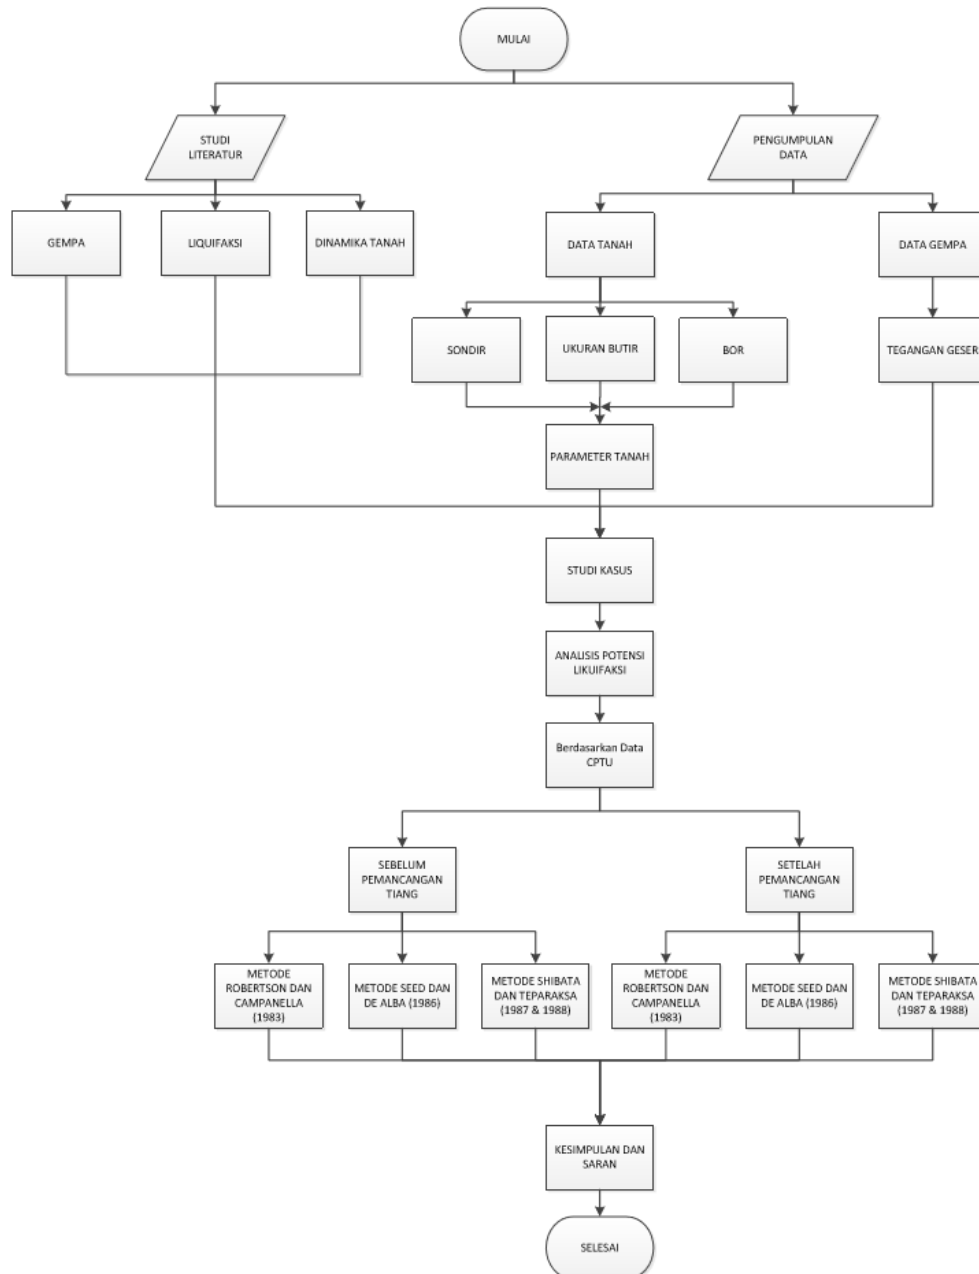 MULAI
STUDI
LITERATUR
PENGUMPULAN
DATA
GEMPA
LIQUIFAKSI
DINAMIKA TANAH
DATA TANAH
DATA GEMPA
SONDIR
UKURAN BUTIR
BOR
TEGANGAN GESER
PARAMETER TANAH
STUDI KASUS
ANALISIS POTENSI
LIKUIFAKSI
Berdasarkan Data
CPTU
SEBELUM
PEMANCANGAN
TIANG
SETELAH
PEMANCANGAN
TIANG
METODE
ROBERTSON DAN
CAMPANELLA
(1983)
METODE SEED DAN
DE ALBA (1986)
METODE SHIBATA
DAN TEPARAKSA
(1987 & 1988)
METODE
ROBERTSON DAN
CAMPANELLA
(1983)
METODE SEED DAN
DE ALBA (1986)
METODE SHIBATA
DAN TEPARAKSA
(1987 & 1988)
KESIMPULAN DAN
SARAN
SELESAI